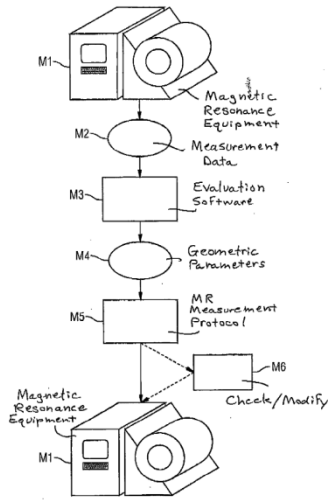 M1
Magnetic
Resonance
Equipment
M2
Measurement
Data
M3
Evaluation
Software
M4
Geometric
Parameters
M5
MR
Measurement
Protocol
M6
Check/Modify
Magnetic
Resonance
Equipment
M1